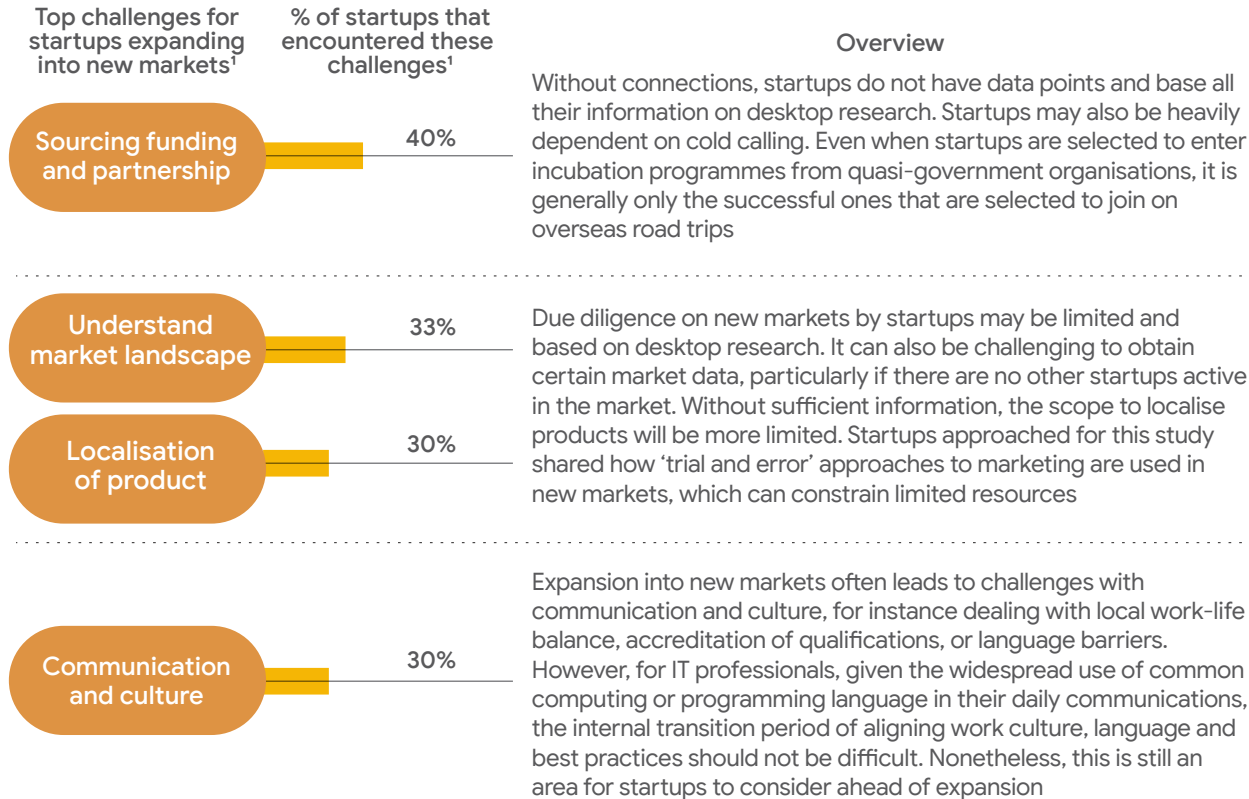 Top challenges for
startups expanding
into new markets¹
% of startups that
encountered these
challenges¹
Overview
Sourcing funding
and partnership
40%
Without connections, startups do not have data points and base all
their information on desktop research. Startups may also be heavily
dependent on cold calling. Even when startups are selected to enter
incubation programmes from quasi-government organisations, it is
generally only the successful ones that are selected to join on
overseas road trips
Understand
market landscape
33%
Localisation
of product
30%
Due diligence on new markets by startups may be limited and
based on desktop research. It can also be challenging to obtain
certain market data, particularly if there are no other startups active
in the market. Without sufficient information, the scope to localise
products will be more limited. Startups approached for this study
shared how ‘trial and error’ approaches to marketing are used in
new markets, which can constrain limited resources
Communication
and culture
30%
Expansion into new markets often leads to challenges with
communication and culture, for instance dealing with local work-life
balance, accreditation of qualifications, or language barriers.
However, for IT professionals, given the widespread use of common
computing or programming language in their daily communications,
the internal transition period of aligning work culture, language and
best practices should not be difficult. Nonetheless, this is still an
area for startups to consider ahead of expansion